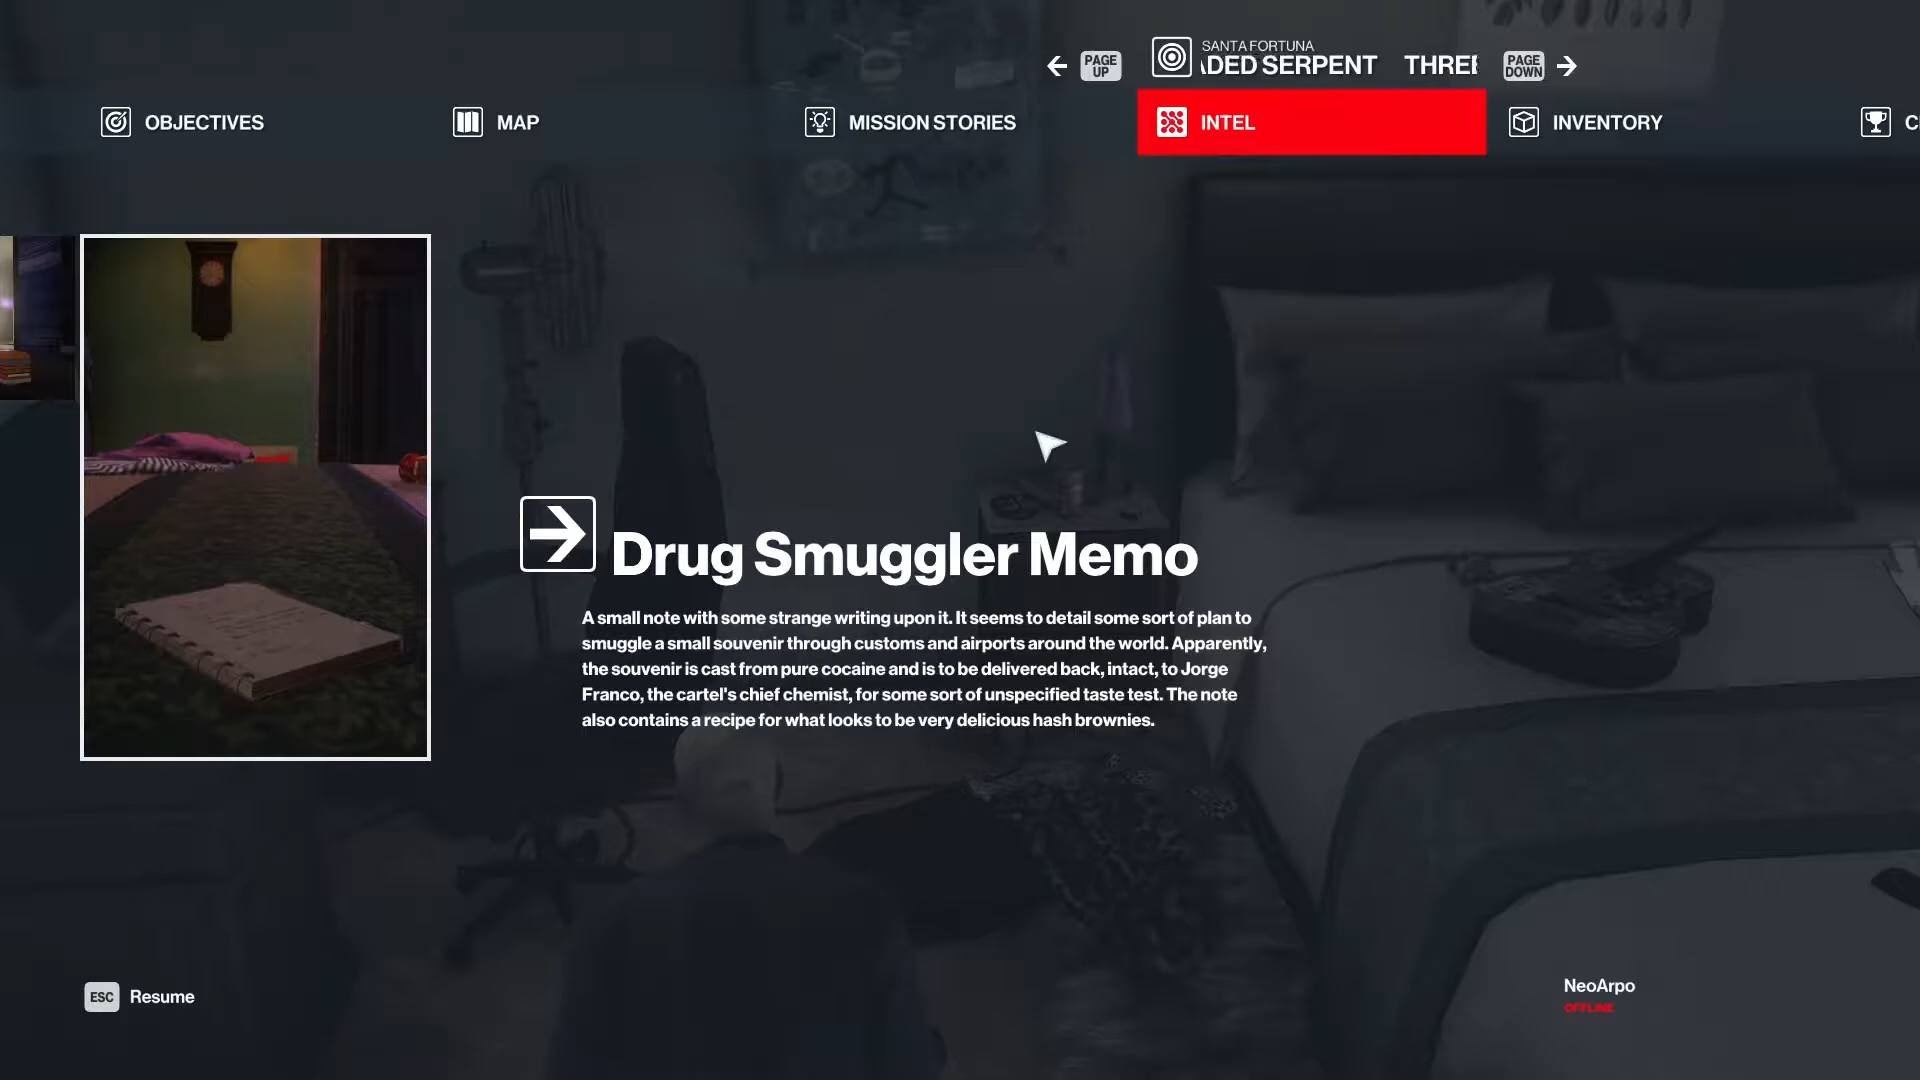 SANTA FORTUNA
PAGE UP
DED SERPENT THREE
PAGE DOWN
OBJECTIVES
MAP
MISSION STORIES
INTEL
INVENTORY
C
Drug Smuggler Memo
A small note with some strange writing upon it. It seems to detail some sort of plan to
smuggle a small souvenir through customs and airports around the world. Apparently,
the souvenir is cast from pure cocaine and is to be delivered back, intact, to Jorge
Franco, the cartel's chief chemist, for some sort of unspecified taste test. The note
also contains a recipe for what looks to be very delicious hash brownies.
ESC Resume
NeoArpo
OFFLINE